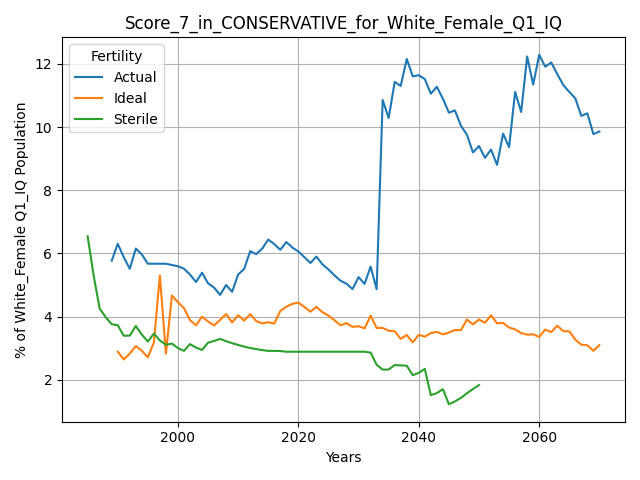 Score_7_in_CONSERVATIVE_for_White_Female_Q1_IQ
Fertility
Actual
Ideal
Sterile
% of White_Female Q1_IQ Population
12
10
8
6
4
2
2000
2020
2040
2060
Years